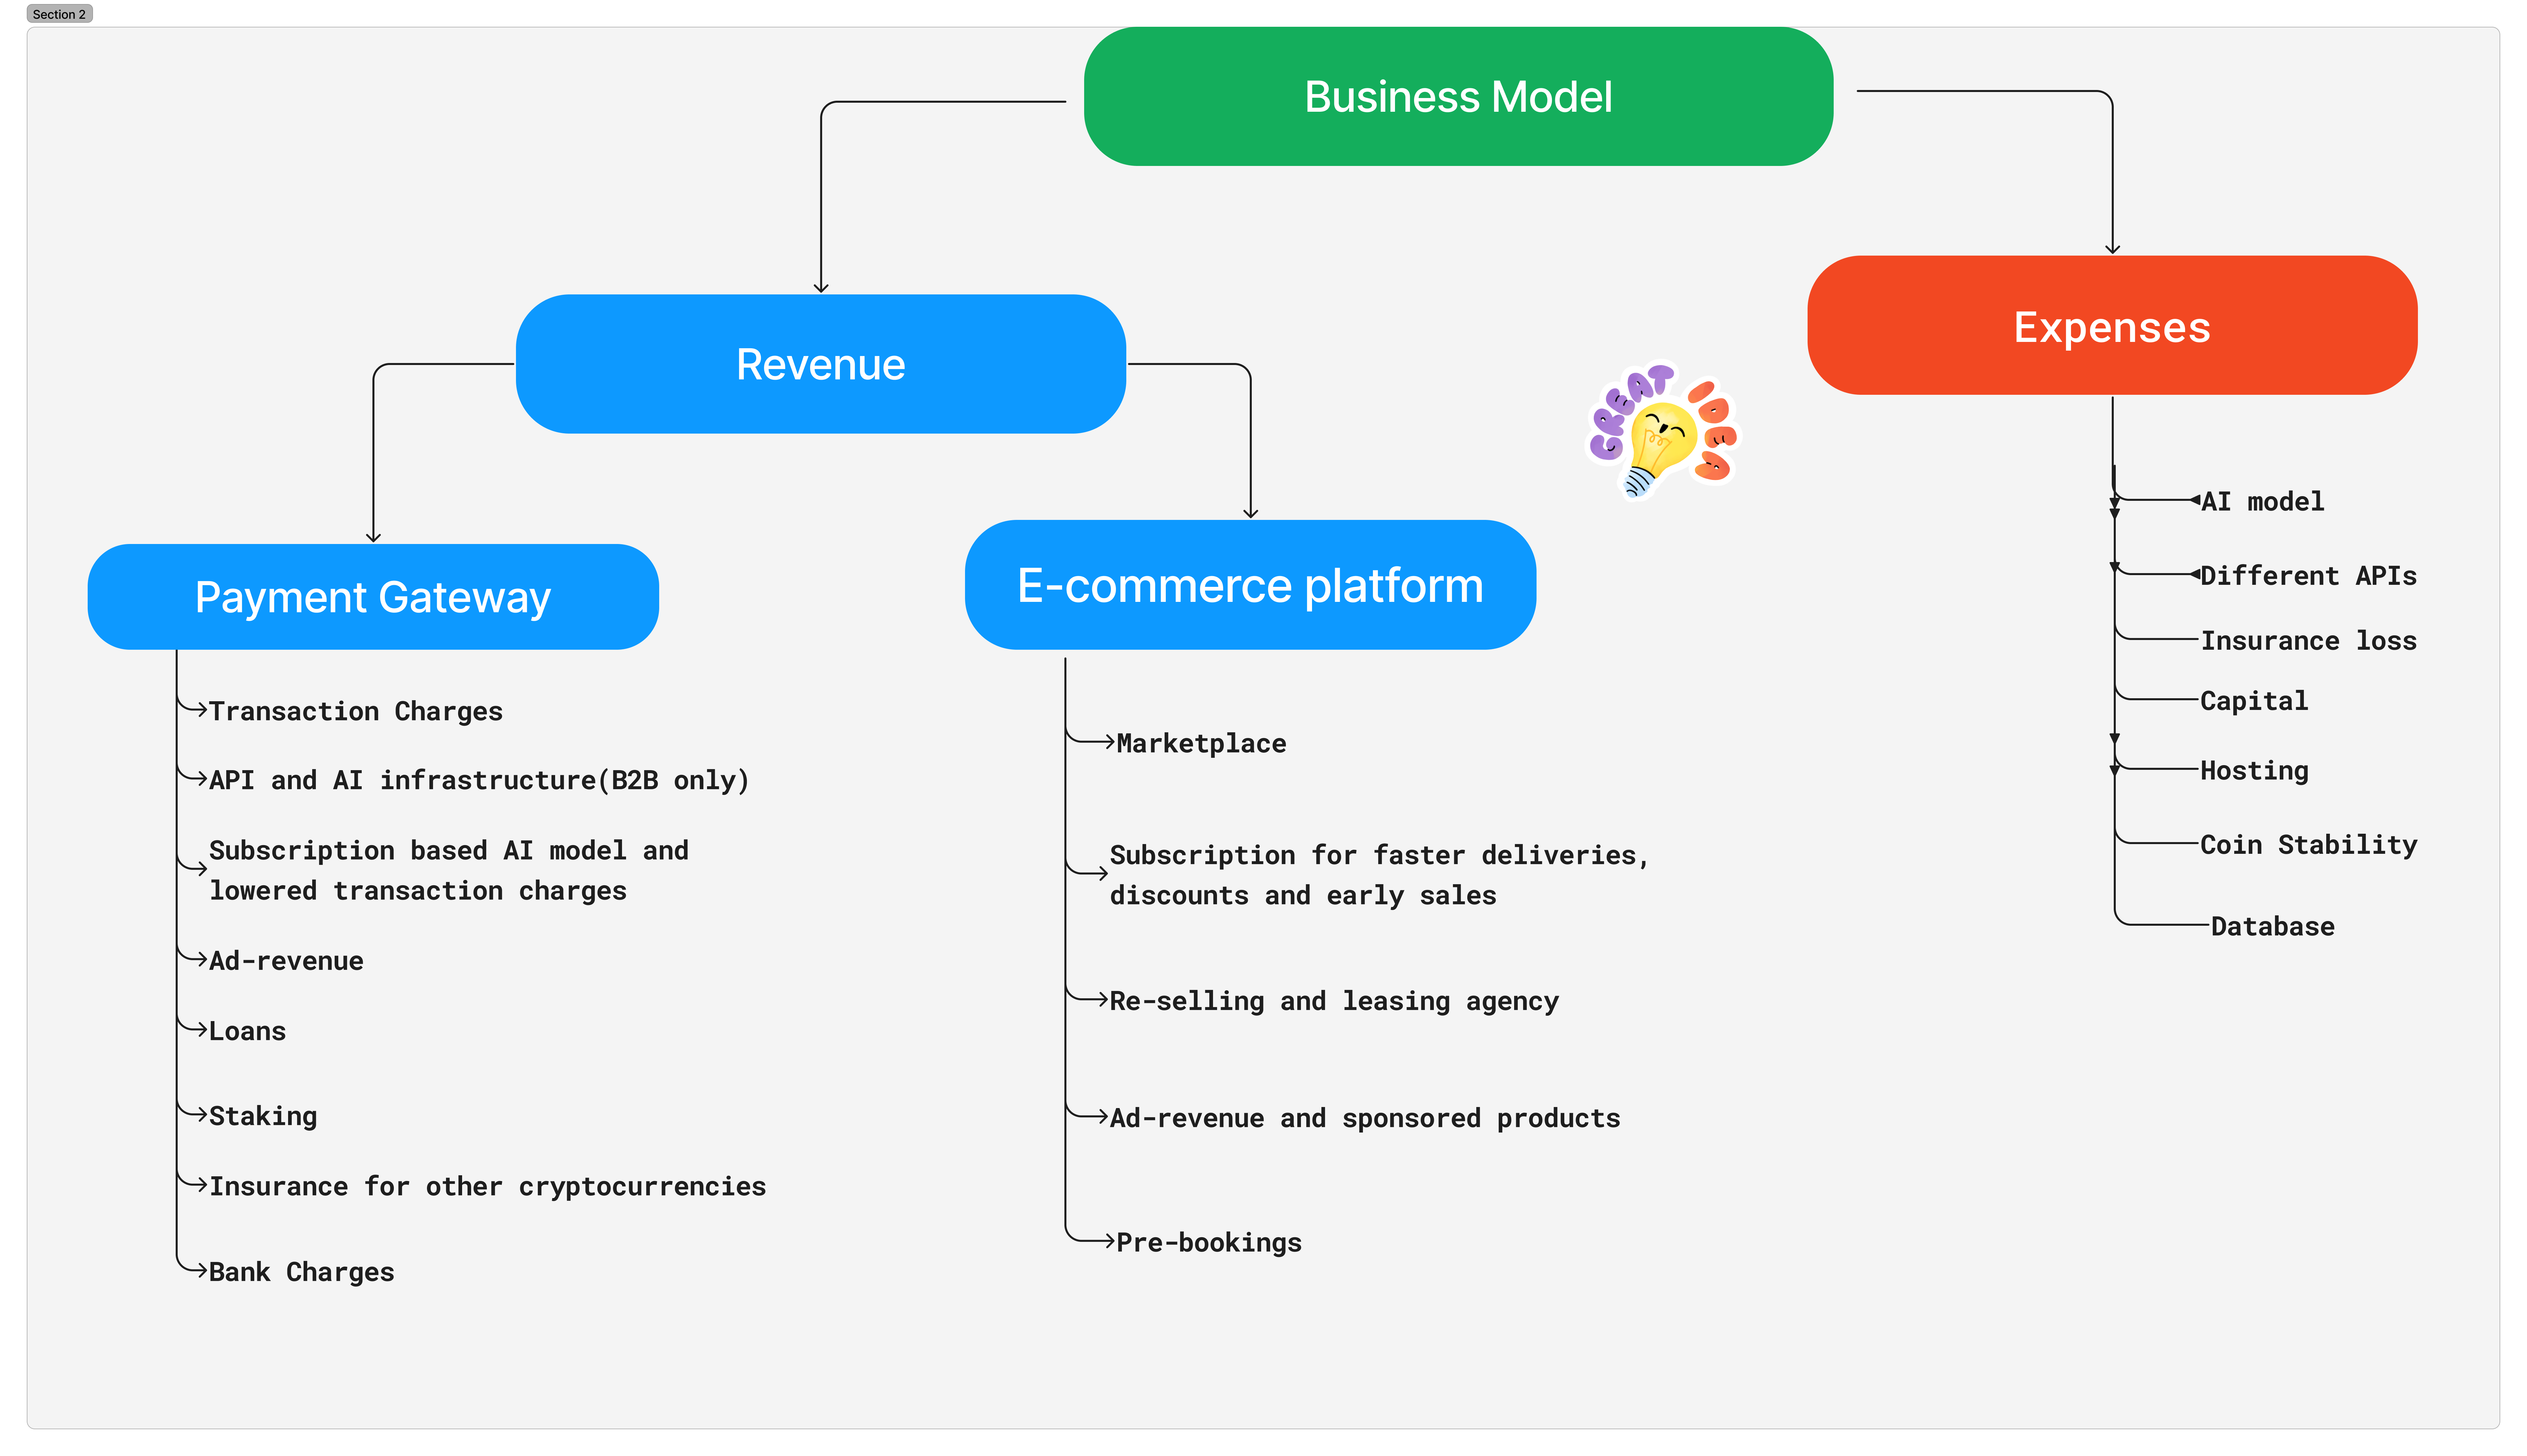 Section 2
Business Model
Revenue
Expenses
GREAT IDEA
Payment Gateway
E-commerce platform
Transaction Charges
API and AI infrastructure(B2B only)
Subscription based AI model and
lowered transaction charges
Ad-revenue
Loans
Staking
Insurance for other cryptocurrencies
Bank Charges
Marketplace
Subscription for faster deliveries,
discounts and early sales
Re-selling and leasing agency
Ad-revenue and sponsored products
Pre-bookings
AI model
Different APIs
Insurance loss
Capital
Hosting
Coin Stability
Database